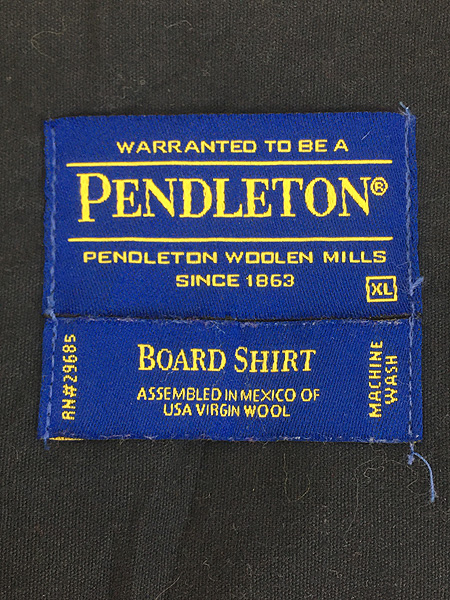 WARRANTED TO BE A
PENDLETON®
PENDLETON WOOLEN MILLS
SINCE 1863
XL
RN#29685
BOARD SHIRT
ASSEMBLED IN MEXICO OF
USA VIRGIN WOOL
MACHINE
WASH